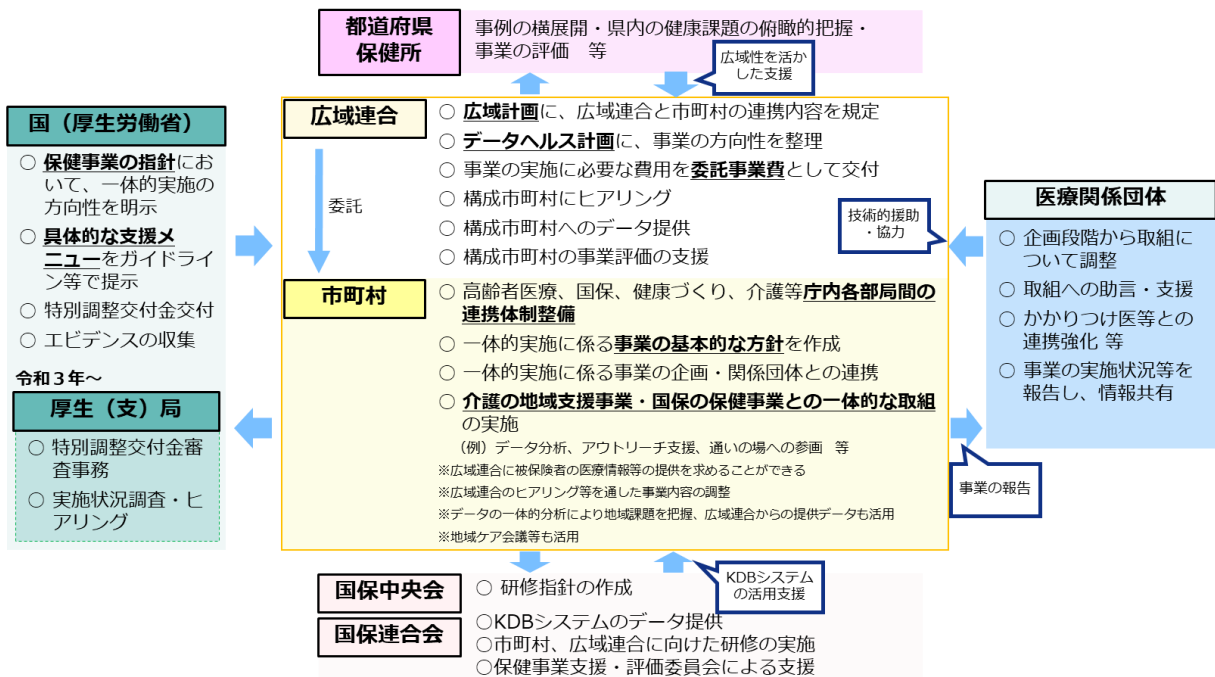 都道府県
保健所
事例の横展開・県内の健康課題の俯瞰的把握・
事業の評価　等
広域性を活か
した支援
国（厚生労働省）
○ 保健事業の指針にお
いて、一体的実施の
方向性を明示
○ 具体的な支援メ
ニューをガイドライ
ン等で提示
○ 特別調整交付金交付
○ エビデンスの収集
令和３年～
厚生（支）局
○ 特別調整交付金審
査事務
○ 実施状況調査・ヒ
アリング
広域連合
委託
○ 広域計画に、広域連合と市町村の連携内容を規定
○ データヘルス計画に、事業の方向性を整理
○ 事業の実施に必要な費用を委託事業費として交付
○ 構成市町村にヒアリング
○ 構成市町村へのデータ提供
○ 構成市町村の事業評価の支援
技術的援助
・協力
市町村
○ 高齢者医療、国保、健康づくり、介護等庁内各部局間の
連携体制整備
○ 一体的実施に係る事業の基本的な方針を作成
○ 一体的実施に係る事業の企画・関係団体との連携
○ 介護の地域支援事業・国保の保健事業との一体的な取組
の実施
（例）データ分析、アウトリーチ支援、通いの場への参画　等
※広域連合に被保険者の医療情報等の提供を求めることができる
※広域連合のヒアリング等を通した事業内容の調整
※データの一体的分析により地域課題を把握、広域連合からの提供データも活用
※地域ケア会議等も活用
医療関係団体
○ 企画段階から取組に
ついて調整
○ 取組への助言・支援
○ かかりつけ医等との
連携強化 等
○ 事業の実施状況等を
報告し、情報共有
事業の報告
KDBシステム
の活用支援
国保中央会
○ 研修指針の作成
国保連合会
○KDBシステムのデータ提供
○市町村、広域連合に向けた研修の実施
○保健事業支援・評価委員会による支援